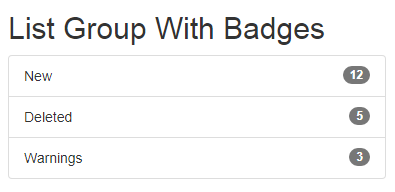 List Group With Badges
New 12
Deleted 5
Warnings 3